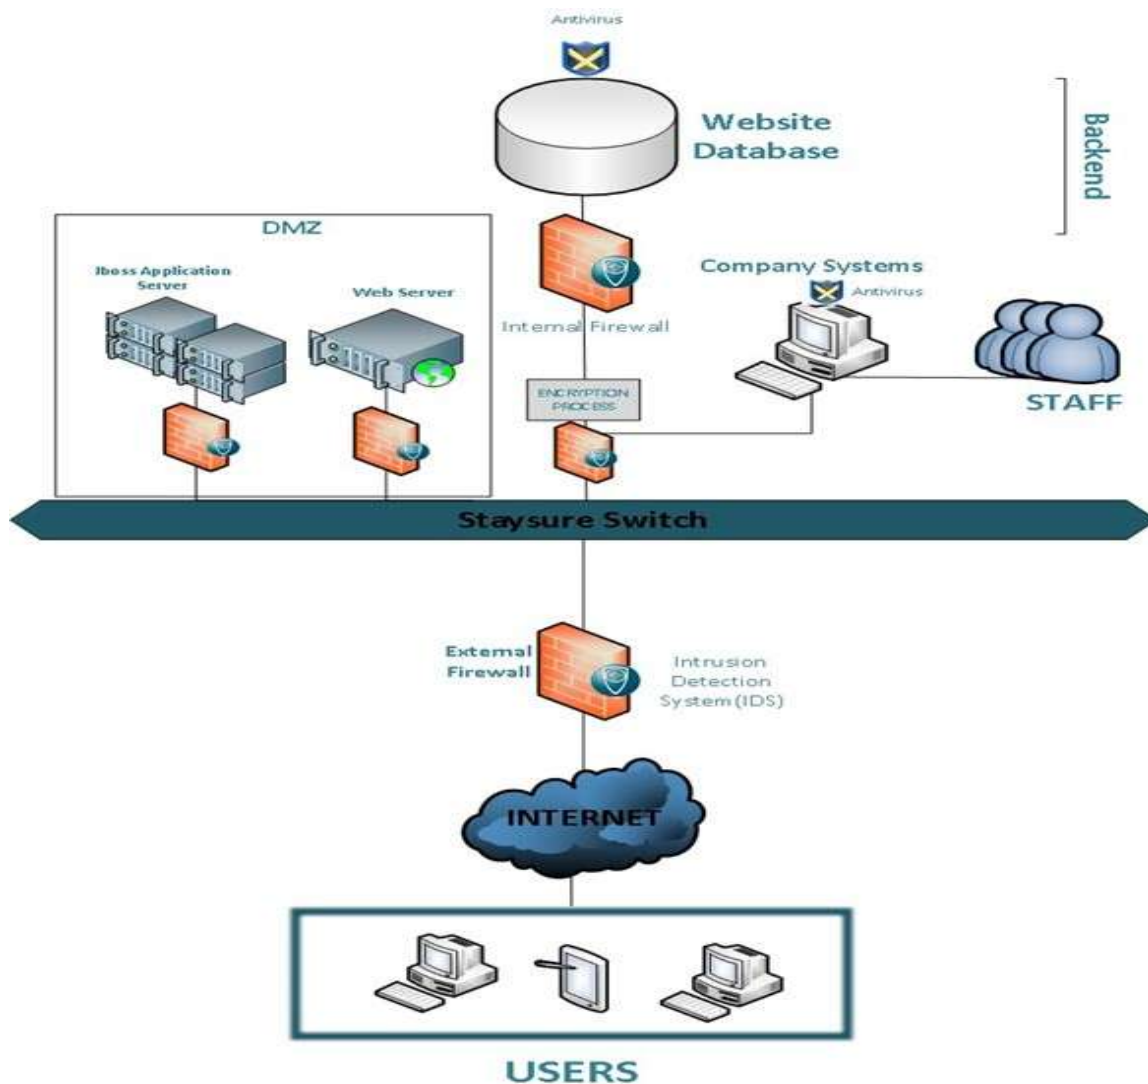 Antivirus
Website
Database
Backend
DMZ
Jboss Application
Server
Web Server
Internal Firewall
Company Systems
Antivirus
ENCRYPTION
PROCESS
STAFF
Staysure Switch
External
Firewall
Intrusion
Detection
System (IDS)
INTERNET
USERS